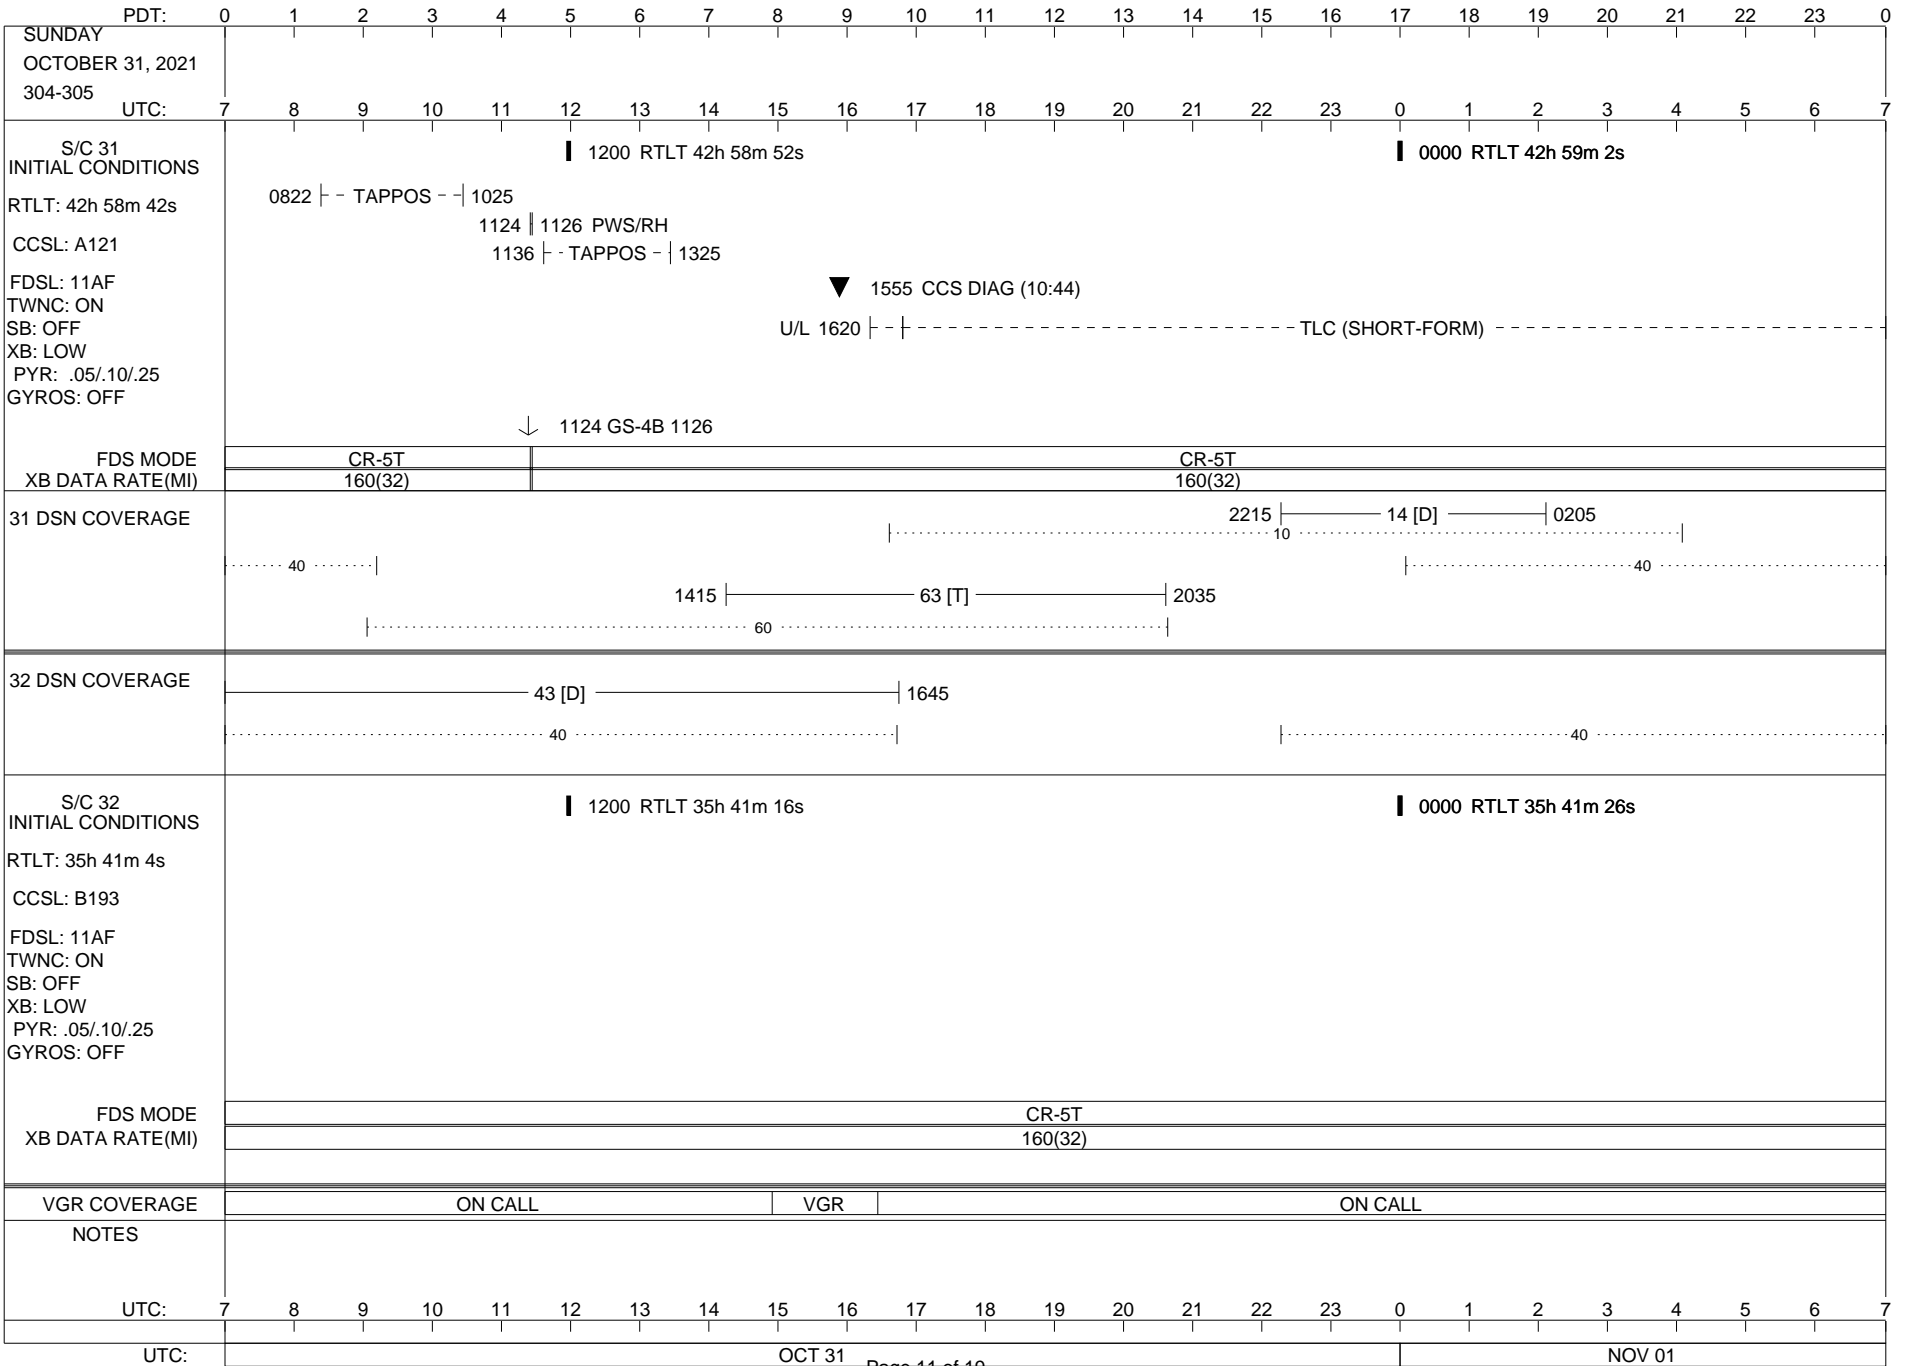 PDT: 0 1 2 3 4 5 6 7 8 9 10 11 12 13 14 15 16 17 18 19 20 21 22 23 0
SUNDAY
OCTOBER 31, 2021
304-305
UTC: 7 8 9 10 11 12 13 14 15 16 17 18 19 20 21 22 23 0 1 2 3 4 5 6 7
S/C 31
INITIAL CONDITIONS
RTLT: 42h 58m 42s
CCSL: A121
FDSL: 11AF
TWNC: ON
SB: OFF
XB: LOW
PYR: .05/.10/.25
GYROS: OFF
1200 RTLT 42h 58m 52s
0000 RTLT 42h 59m 2s
0822 TAPPOS 1025
1124 1126 PWS/RH
1136 TAPPOS 1325
1555 CCS DIAG (10:44)
U/L 1620 TLC (SHORT-FORM)
1124 GS-4B 1126
FDS MODE CR-5T CR-5T
XB DATA RATE(MI) 160(32) 160(32)
31 DSN COVERAGE
2215 14 [D] 0205
10
40 40
1415 63 [T] 2035
60
32 DSN COVERAGE
43 [D] 1645
40 40
S/C 32
INITIAL CONDITIONS
RTLT: 35h 41m 4s
CCSL: B193
FDSL: 11AF
TWNC: ON
SB: OFF
XB: LOW
PYR: .05/.10/.25
GYROS: OFF
1200 RTLT 35h 41m 16s
0000 RTLT 35h 41m 26s
FDS MODE CR-5T
XB DATA RATE(MI) 160(32)
VGR COVERAGE ON CALL VGR ON CALL
NOTES
UTC: 7 8 9 10 11 12 13 14 15 16 17 18 19 20 21 22 23 0 1 2 3 4 5 6 7
UTC: OCT 31 NOV 01
Page 11 of 19